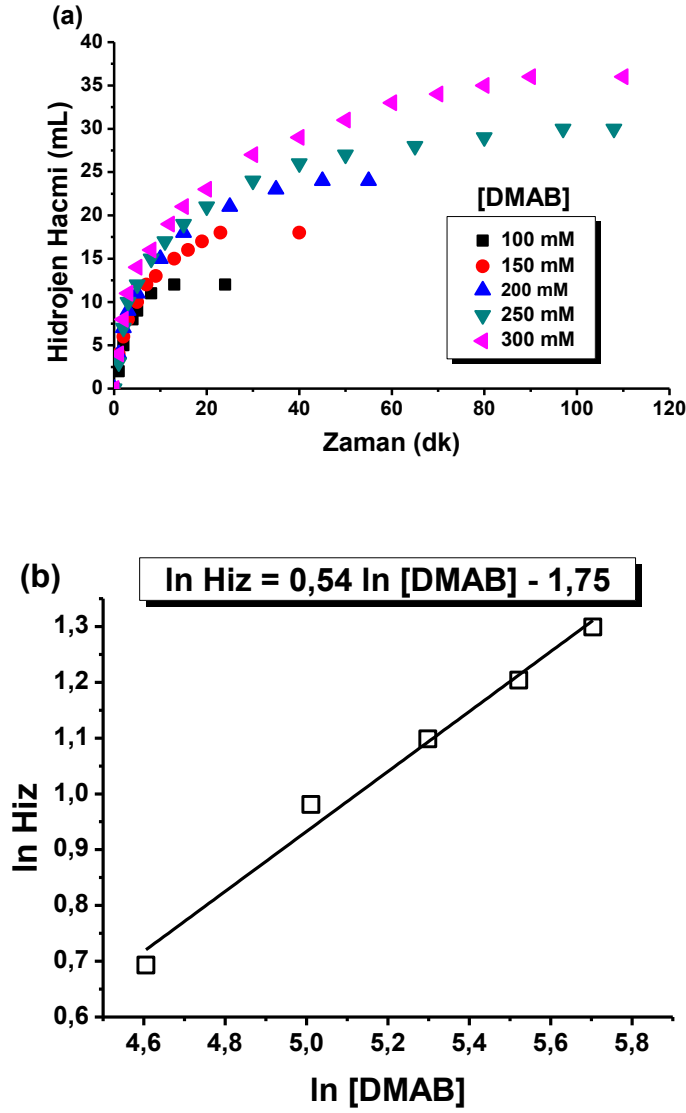 (a)
Hidrojen Hacmi (mL)
40
35
30
25
20
15
10
5
0
[DMAB]
100 mM
150 mM
200 mM
250 mM
300 mM
0 20 40 60 80 100 120
Zaman (dk)
(b)
ln Hiz = 0,54 ln [DMAB] - 1,75
ln Hiz
1,3
1,2
1,1
1,0
0,9
0,8
0,7
0,6
4,6 4,8 5,0 5,2 5,4 5,6 5,8
ln [DMAB]